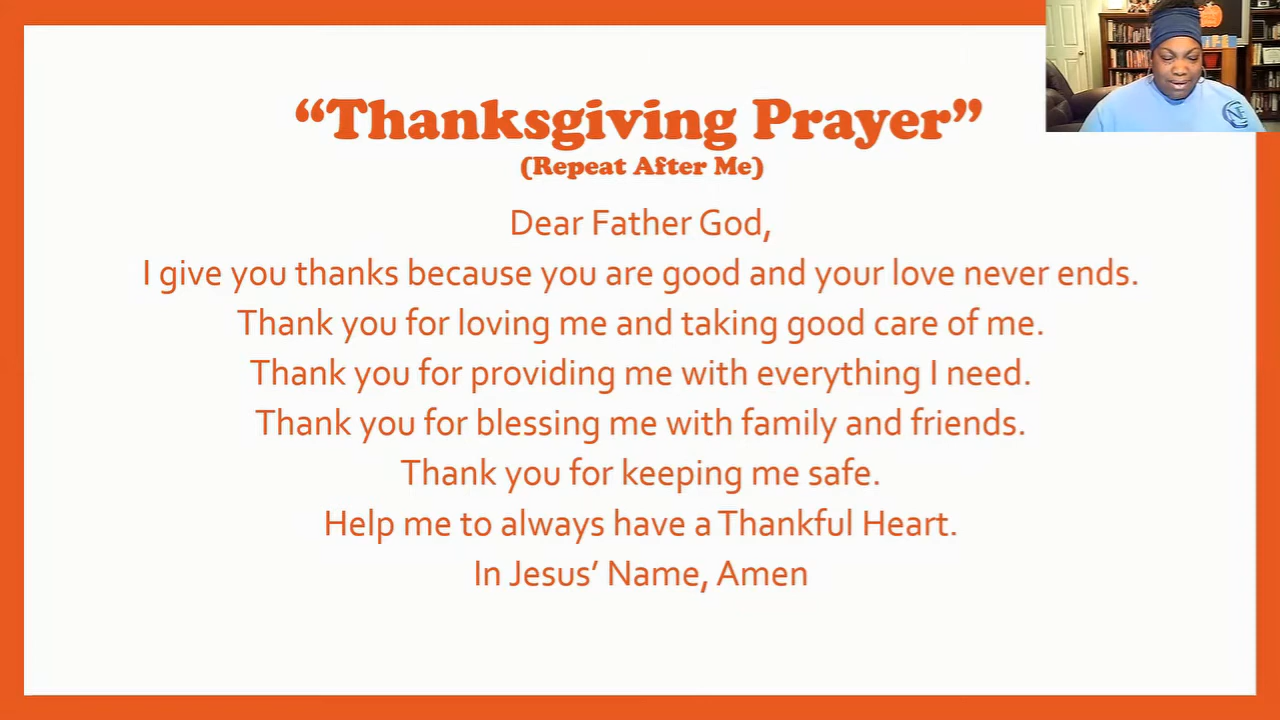 “Thanksgiving Prayer”
(Repeat After Me)
Dear Father God,
I give you thanks because you are good and your love never ends.
Thank you for loving me and taking good care of me.
Thank you for providing me with everything I need.
Thank you for blessing me with family and friends.
Thank you for keeping me safe.
Help me to always have a Thankful Heart.
In Jesus’ Name, Amen